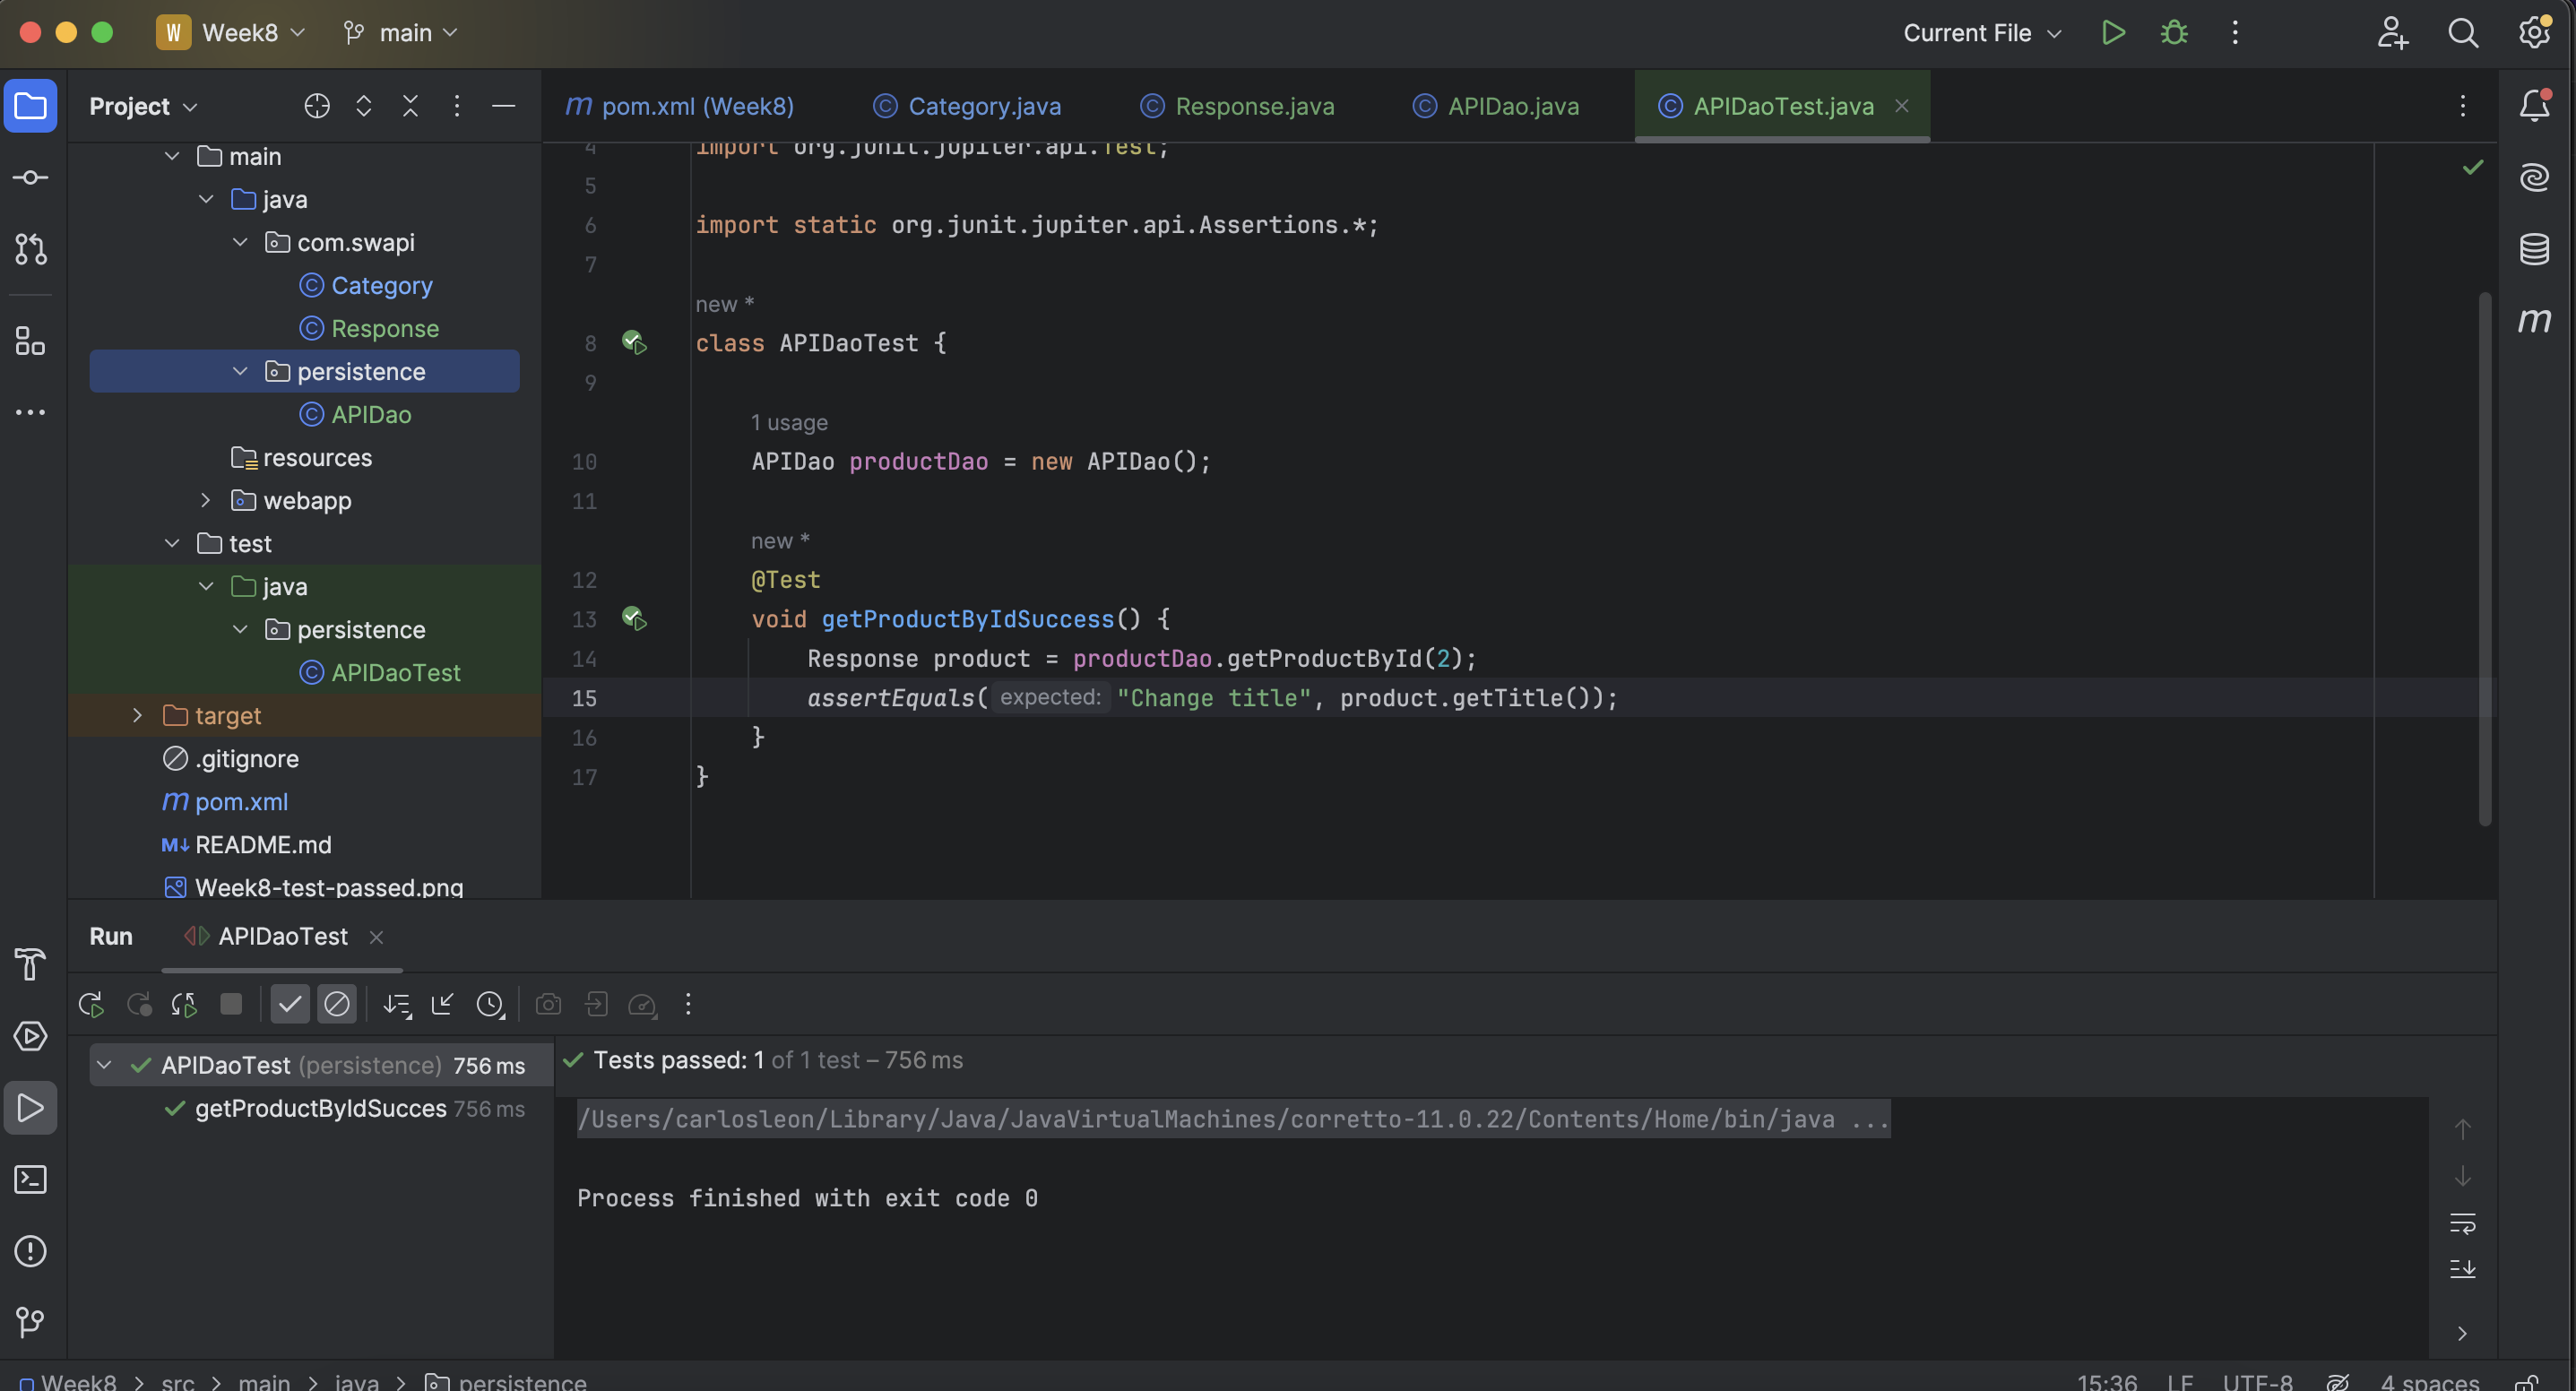 W Week8 main Current File
Project
pom.xml (Week8) Category.java Response.java APIDao.java APIDaoTest.java
main
java
com.swapi
Category
Response
persistence
APIDao
resources
webapp
test
java
persistence
APIDaoTest
target
.gitignore
pom.xml
README.md
Week8-test-passed.png
4 import org.junit.jupiter.api.Test;
5
6 import static org.junit.jupiter.api.Assertions.*;
7
new *
8 class APIDaoTest {
9
1 usage
10 APIDao productDao = new APIDao();
11
new *
12 @Test
13 void getProductByIdSuccess() {
14 Response product = productDao.getProductById(2);
15 assertEquals( expected: "Change title", product.getTitle());
16 }
17 }
Run APIDaoTest
APIDaoTest (persistence) 756 ms
getProductByIdSucces 756 ms
Tests passed: 1 of 1 test – 756 ms
/Users/carlosleon/Library/Java/JavaVirtualMachines/corretto-11.0.22/Contents/Home/bin/java ...
Process finished with exit code 0
Week8 > src > main > java > persistence
15:36 LF UTF-8 4 spaces